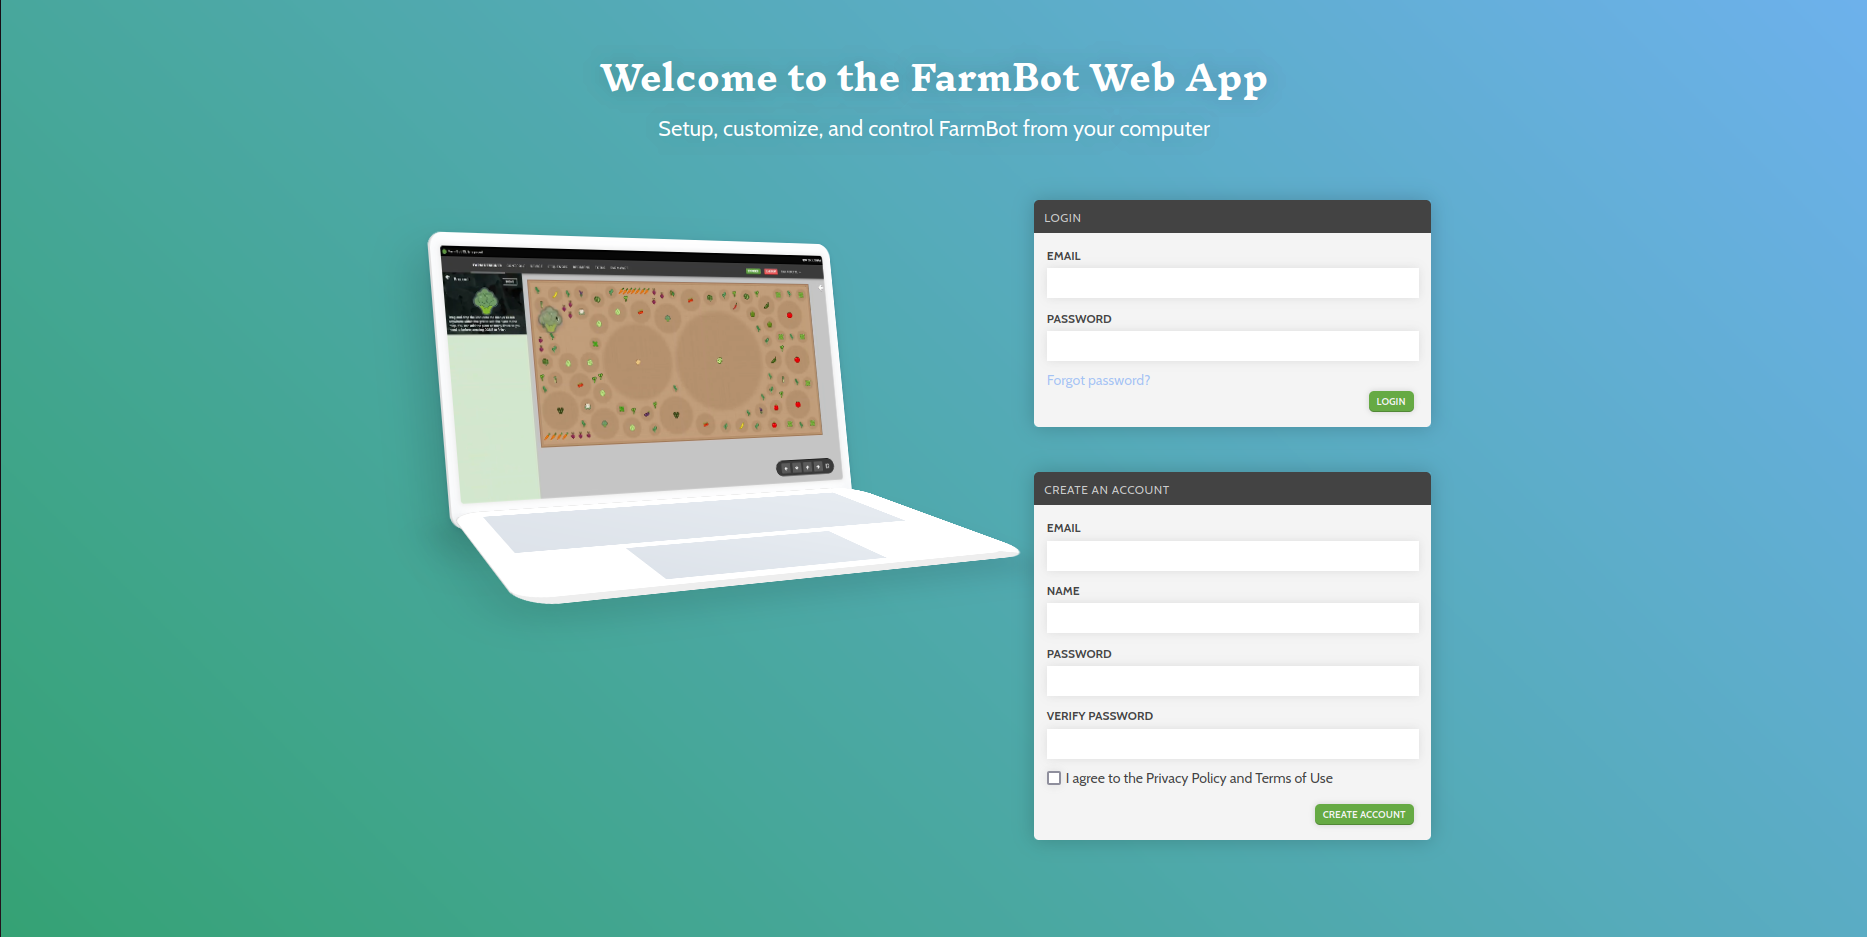 Welcome to the FarmBot Web App
Setup, customize, and control FarmBot from your computer
LOGIN
EMAIL
PASSWORD
Forgot password?
LOGIN
CREATE AN ACCOUNT
EMAIL
NAME
PASSWORD
VERIFY PASSWORD
I agree to the Privacy Policy and Terms of Use
CREATE ACCOUNT